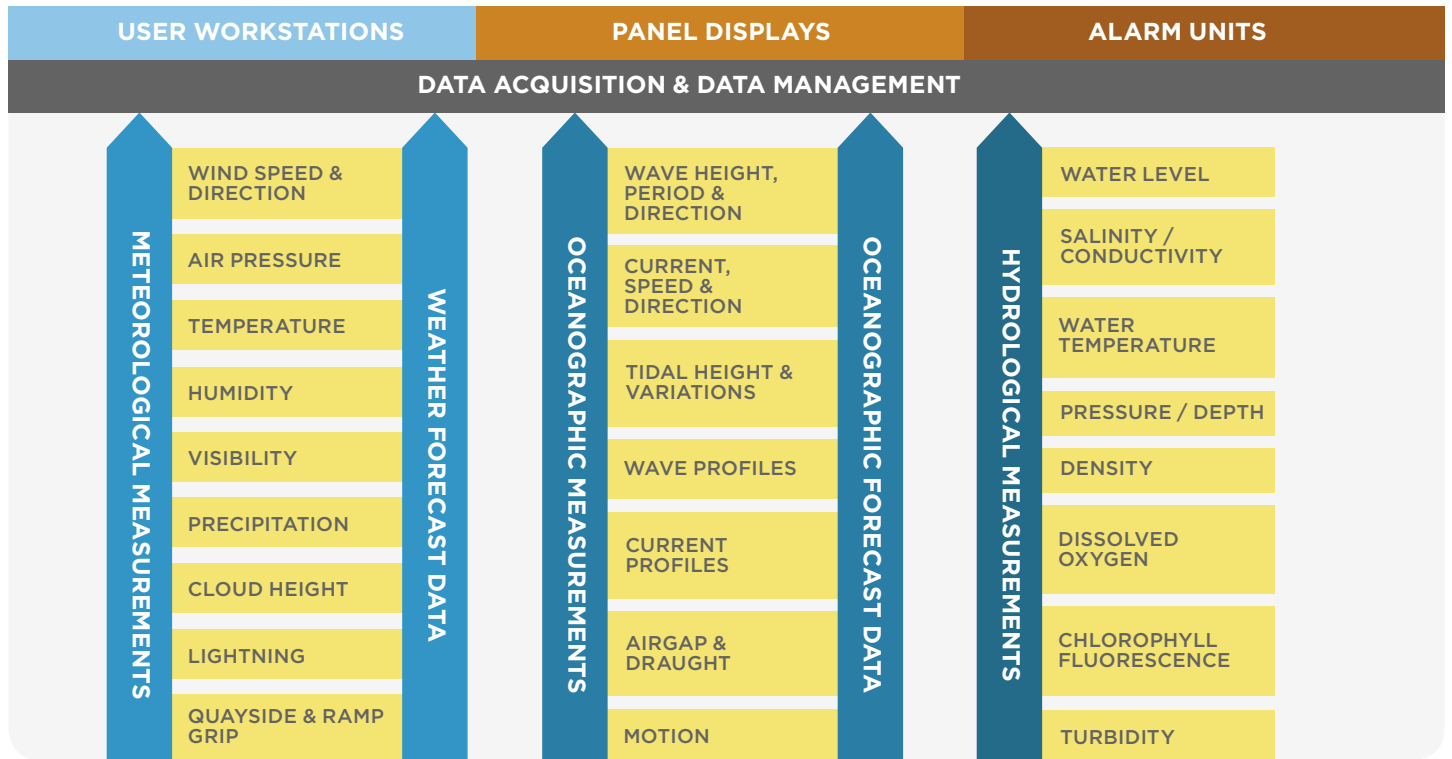 USER WORKSTATIONS
PANEL DISPLAYS
ALARM UNITS
DATA ACQUISITION & DATA MANAGEMENT
METEOROLOGICAL MEASUREMENTS
WIND SPEED &
DIRECTION
AIR PRESSURE
TEMPERATURE
HUMIDITY
VISIBILITY
PRECIPITATION
CLOUD HEIGHT
LIGHTNING
QUAYSIDE & RAMP
GRIP
WEATHER FORECAST DATA
OCEANOGRAPHIC MEASUREMENTS
WAVE HEIGHT,
PERIOD &
DIRECTION
CURRENT,
SPEED &
DIRECTION
TIDAL HEIGHT &
VARIATIONS
WAVE PROFILES
CURRENT
PROFILES
AIRGAP &
DRAUGHT
MOTION
OCEANOGRAPHIC FORECAST DATA
HYDROLOGICAL MEASUREMENTS
WATER LEVEL
SALINITY /
CONDUCTIVITY
WATER
TEMPERATURE
PRESSURE / DEPTH
DENSITY
DISSOLVED
OXYGEN
CHLOROPHYLL
FLUORESCENCE
TURBIDITY